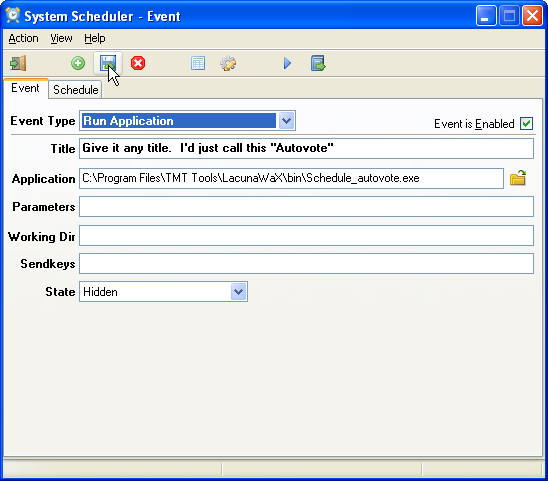 System Scheduler - Event
Action View Help
Event Schedule
Event Type Run Application Event is Enabled
Title Give it any title. I'd just call this "Autovote"
Application C:\Program Files\TMT Tools\LacunaWaX\bin\Schedule_autovote.exe
Parameters
Working Dir
Sendkeys
State Hidden